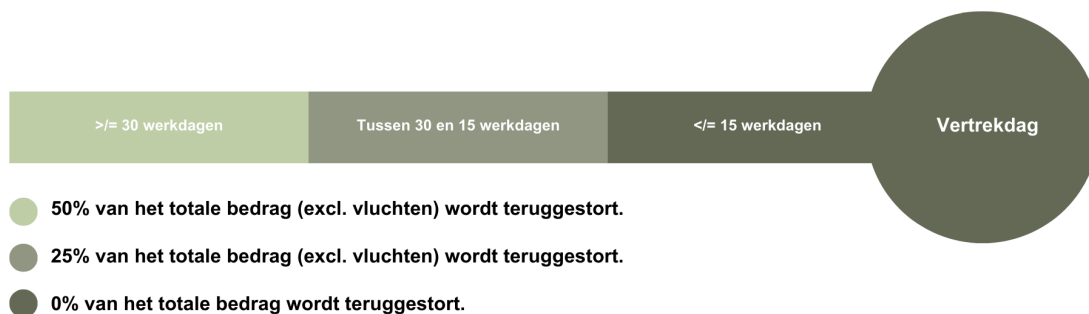 >/= 30 werkdagen
Tussen 30 en 15 werkdagen
</= 15 werkdagen
Vertrekdag
50% van het totale bedrag (excl. vluchten) wordt teruggestort.
25% van het totale bedrag (excl. vluchten) wordt teruggestort.
0% van het totale bedrag wordt teruggestort.